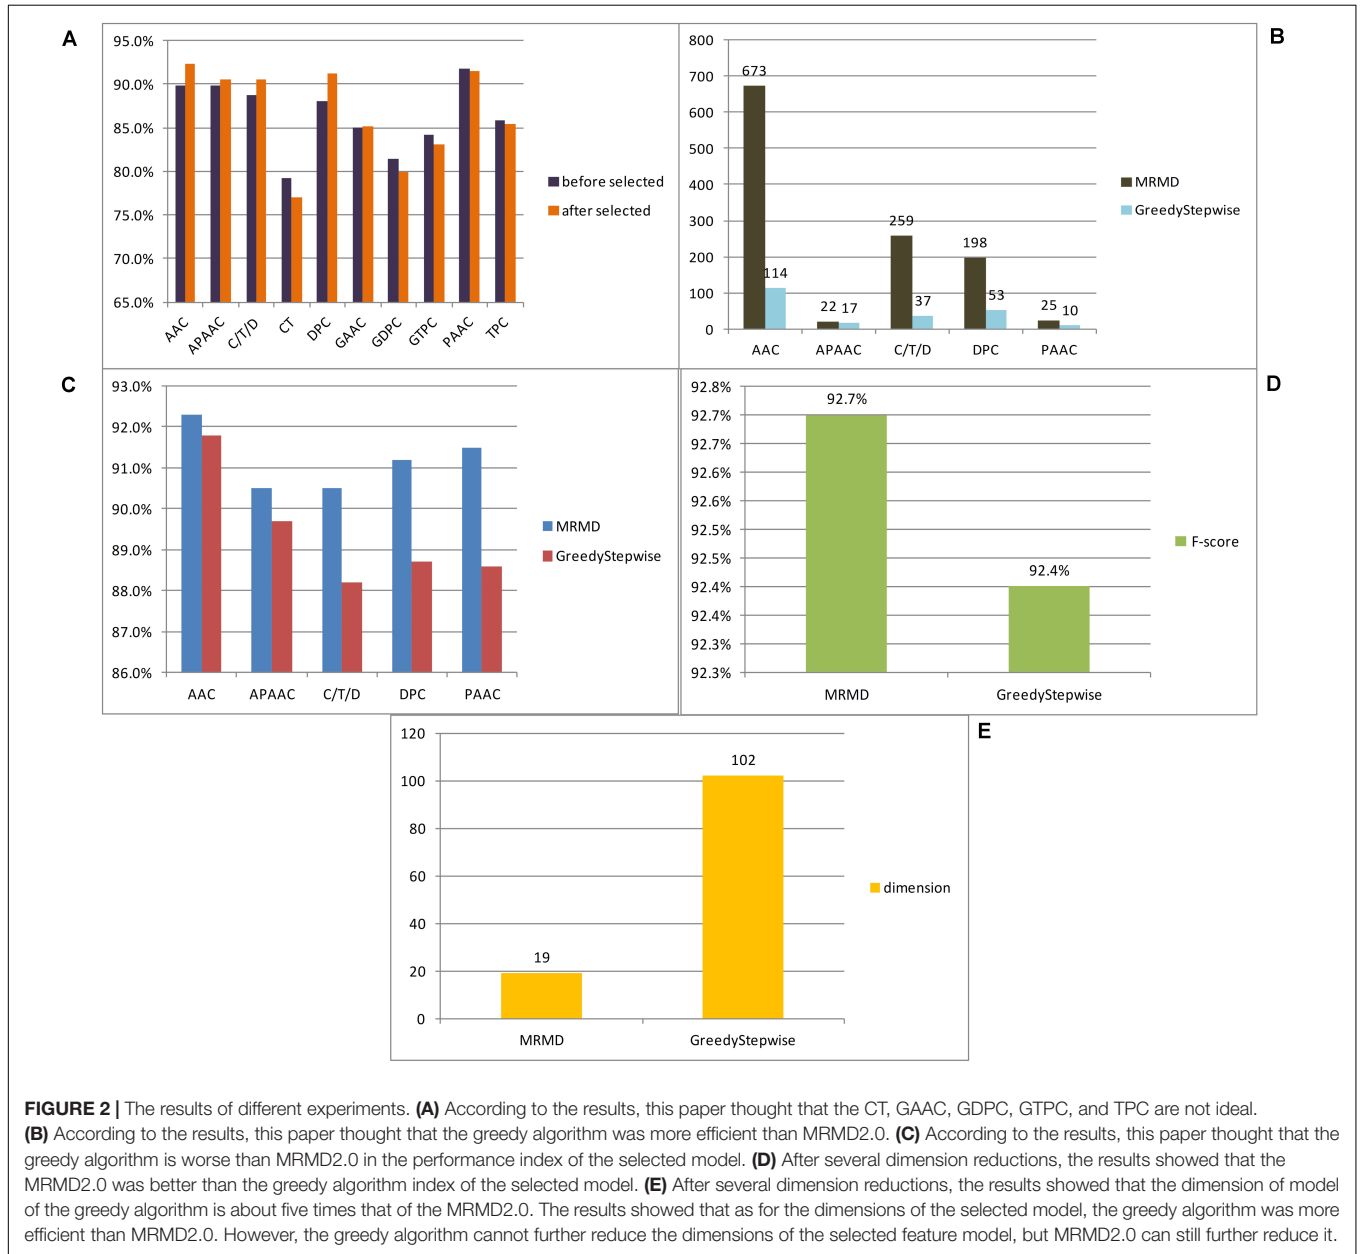 A
95.0%
90.0%
85.0%
80.0%
75.0%
70.0%
65.0%
AAC
APAAC
C/T/D
CT
DPC
GAAC
GDPC
GTPC
PAAC
TPC
before selected
after selected
B
800
700
600
500
400
300
200
100
0
673
114
22 17
259
37
198
53
25 10
AAC APAAC C/T/D DPC PAAC
MRMD
GreedyStepwise
C
93.0%
92.0%
91.0%
90.0%
89.0%
88.0%
87.0%
86.0%
AAC APAAC C/T/D DPC PAAC
MRMD
GreedyStepwise
D
92.8%
92.7%
92.7%
92.6%
92.6%
92.5%
92.5%
92.4%
92.4%
92.3%
92.3%
92.7%
92.4%
MRMD GreedyStepwise
F-score
E
120
100
80
60
40
20
0
19
102
MRMD GreedyStepwise
dimension
FIGURE 2 | The results of different experiments. (A) According to the results, this paper thought that the CT, GAAC, GDPC, GTPC, and TPC are not ideal.
(B) According to the results, this paper thought that the greedy algorithm was more efficient than MRMD2.0. (C) According to the results, this paper thought that the
greedy algorithm is worse than MRMD2.0 in the performance index of the selected model. (D) After several dimension reductions, the results showed that the
MRMD2.0 was better than the greedy algorithm index of the selected model. (E) After several dimension reductions, the results showed that the dimension of model
of the greedy algorithm is about five times that of the MRMD2.0. The results showed that as for the dimensions of the selected model, the greedy algorithm was more
efficient than MRMD2.0. However, the greedy algorithm cannot further reduce the dimensions of the selected feature model, but MRMD2.0 can still further reduce it.